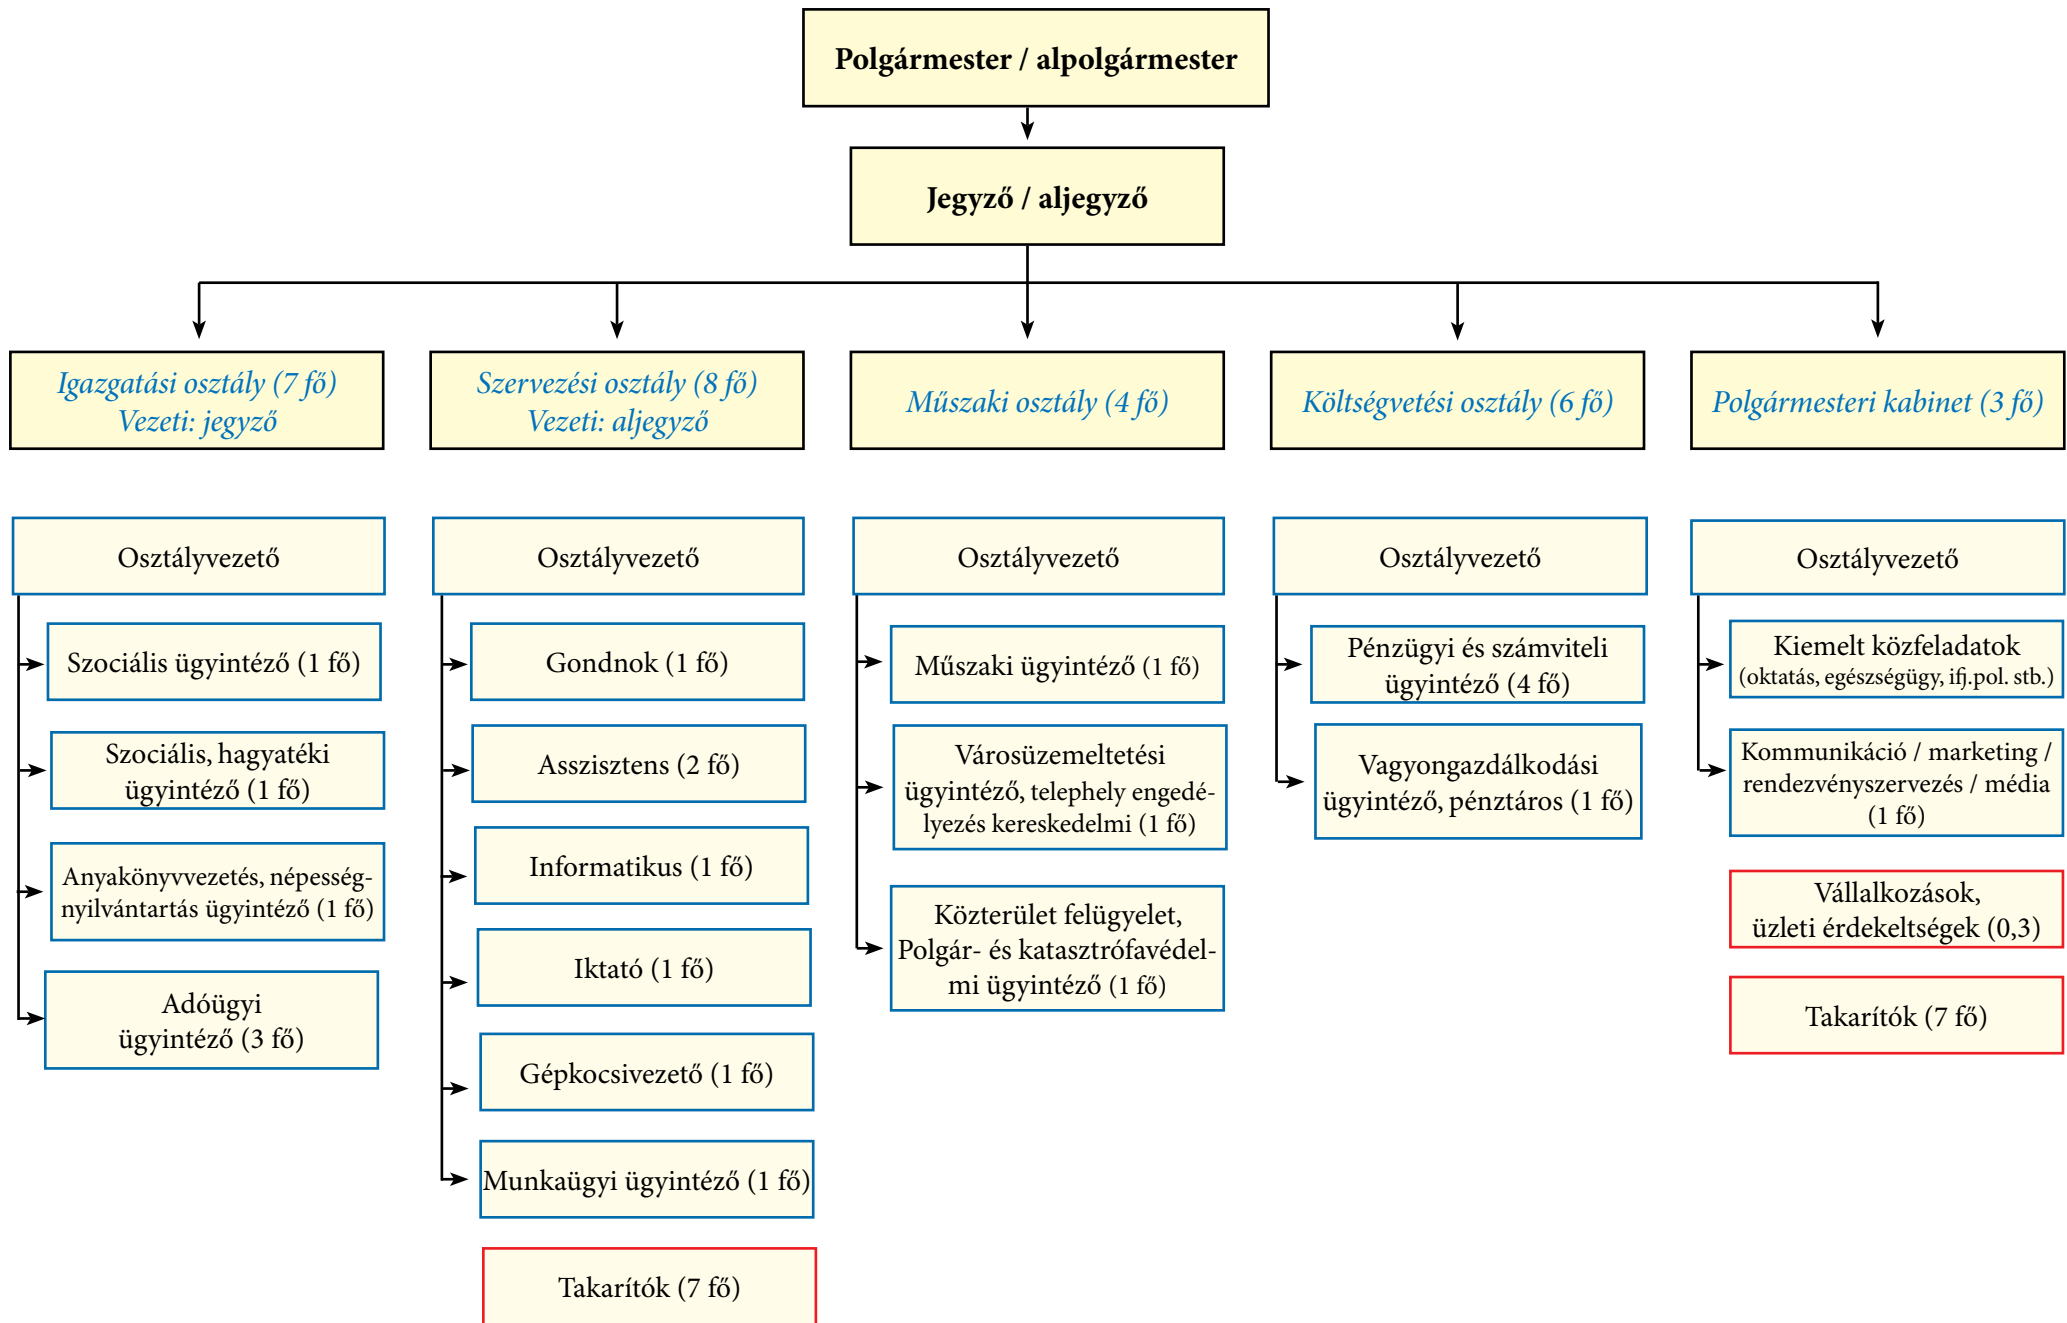 Polgármester / alpolgármester
Jegyző / aljegyző
Igazgatási osztály (7 fő)
Vezeti: jegyző
Szervezési osztály (8 fő)
Vezeti: aljegyző
Műszaki osztály (4 fő)
Költségvetési osztály (6 fő)
Polgármesteri kabinet (3 fő)
Osztályvezető
Szociális ügyintéző (1 fő)
Szociális, hagyatéki
ügyintéző (1 fő)
Anyakönyvvezetés, népesség-
nyilvántartás ügyintéző (1 fő)
Adóügyi
ügyintéző (3 fő)
Osztályvezető
Gondnok (1 fő)
Asszisztens (2 fő)
Informatikus (1 fő)
Iktató (1 fő)
Gépkocsivezető (1 fő)
Munkaügyi ügyintéző (1 fő)
Takarítók (7 fő)
Osztályvezető
Műszaki ügyintéző (1 fő)
Városüzemeltetési
ügyintéző, telephely engedé-
lyezés kereskedelmi (1 fő)
Közterület felügyelet,
Polgár- és katasztrófavédel-
mi ügyintéző (1 fő)
Osztályvezető
Pénzügyi és számviteli
ügyintéző (4 fő)
Vagyongazdálkodási
ügyintéző, pénztáros (1 fő)
Osztályvezető
Kiemelt közfeladatok
(oktatás, egészségügy, ifj.pol. stb.)
Kommunikáció / marketing /
rendezvényszervezés / média
(1 fő)
Vállalkozások,
üzleti érdekeltségek (0,3)
Takarítók (7 fő)